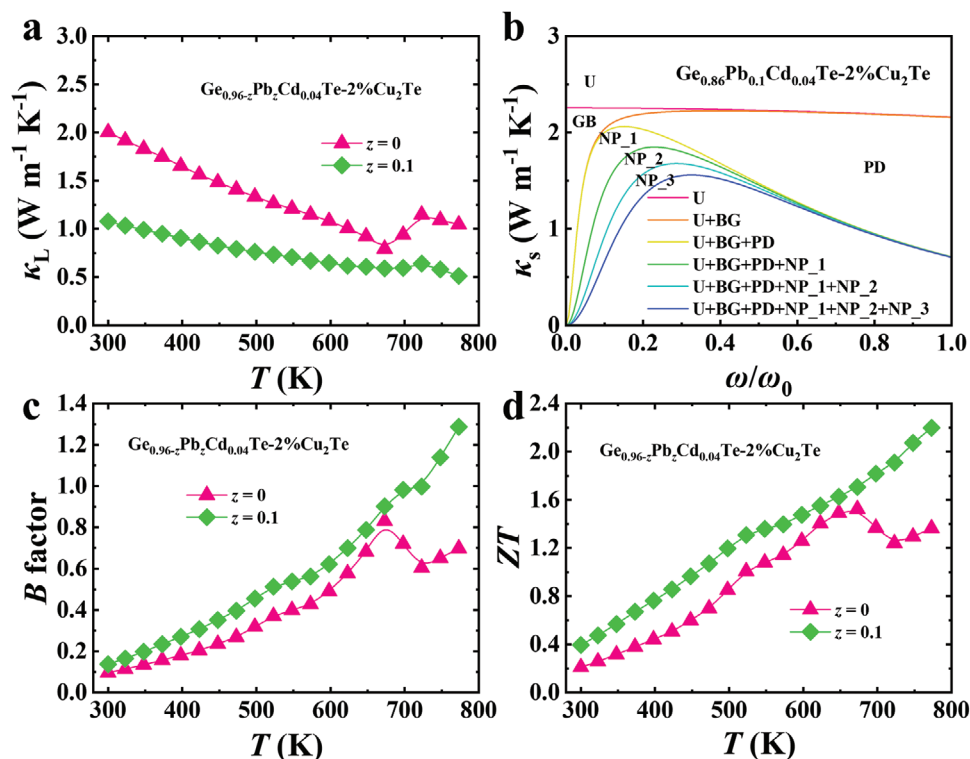 a
κL (W m-1 K-1)
3.0
2.5
2.0
1.5
1.0
0.5
0.0
Ge0.96-zPbzCd0.04Te-2%Cu2Te
z = 0
z = 0.1
300 400 500 600 700 800
T (K)
b
κs (W m-1 K-1)
3
2
1
0
Ge0.86Pb0.1Cd0.04Te-2%Cu2Te
U
GB
NP_1
NP_2
NP_3
PD
U
U+BG
U+BG+PD
U+BG+PD+NP_1
U+BG+PD+NP_1+NP_2
U+BG+PD+NP_1+NP_2+NP_3
0.0 0.2 0.4 0.6 0.8 1.0
ω/ω0
c
B factor
1.4
1.2
1.0
0.8
0.6
0.4
0.2
0.0
Ge0.96-zPbzCd0.04Te-2%Cu2Te
z = 0
z = 0.1
300 400 500 600 700 800
T (K)
d
ZT
2.4
2.0
1.6
1.2
0.8
0.4
0.0
Ge0.96-zPbzCd0.04Te-2%Cu2Te
z = 0
z = 0.1
300 400 500 600 700 800
T (K)